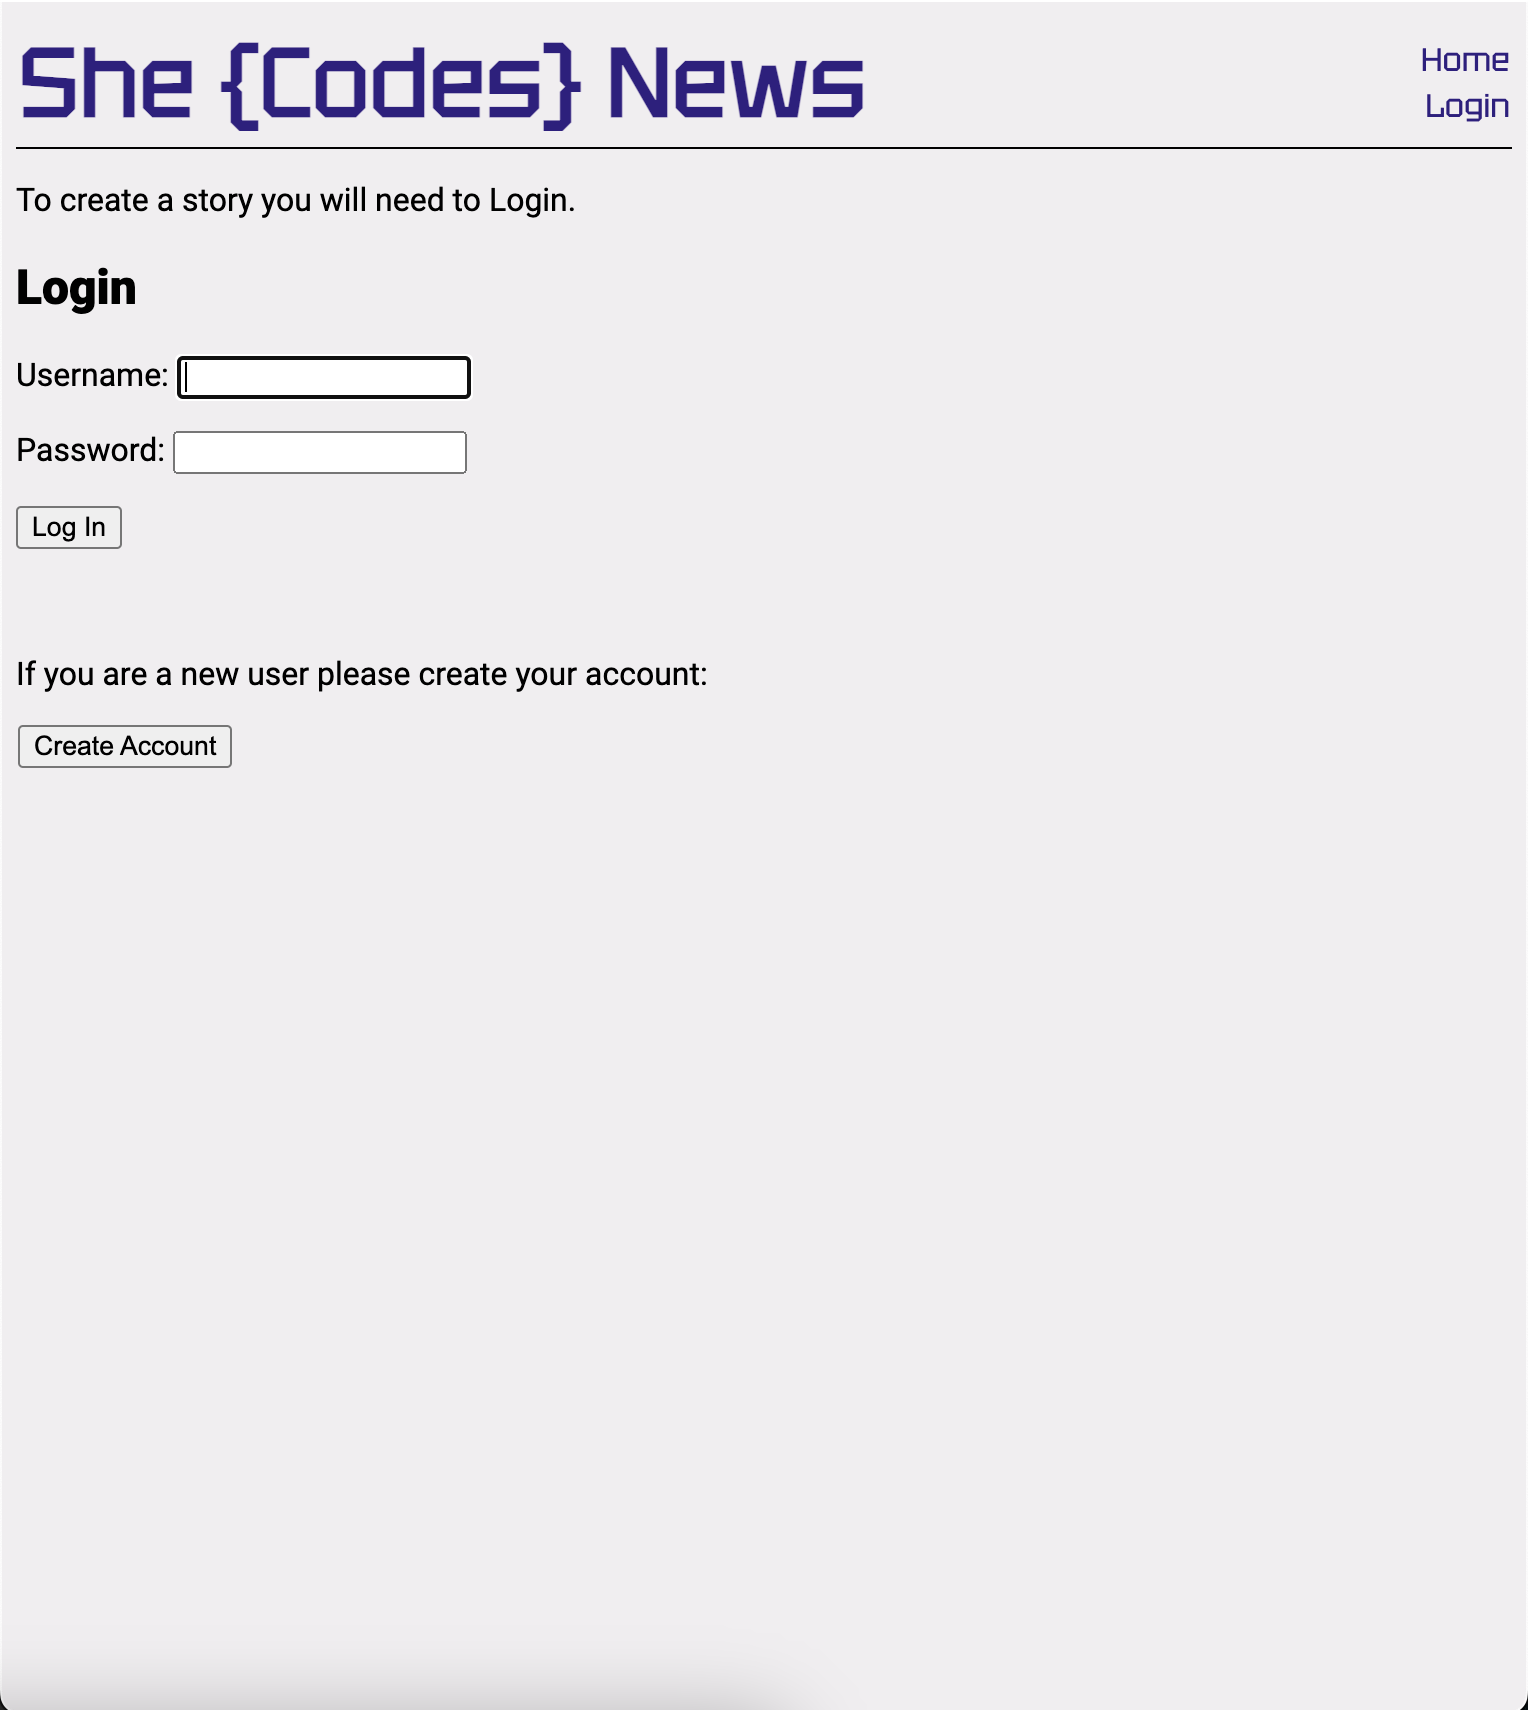 She {Codes} News
Home
Login
To create a story you will need to Login.
Login
Username:
Password:
Log In
If you are a new user please create your account:
Create Account